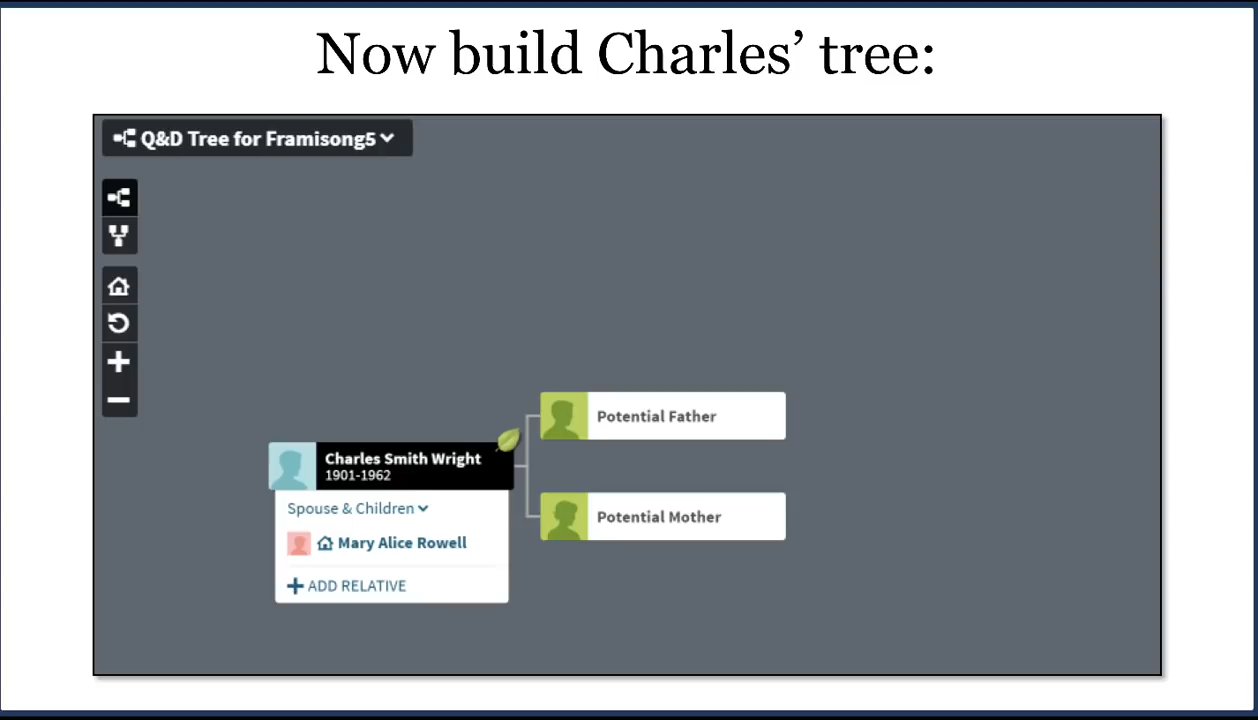 Now build Charles’ tree:
Q&D Tree for Framisong5
Potential Father
Charles Smith Wright
1901-1962
Spouse & Children
Potential Mother
Mary Alice Rowell
ADD RELATIVE